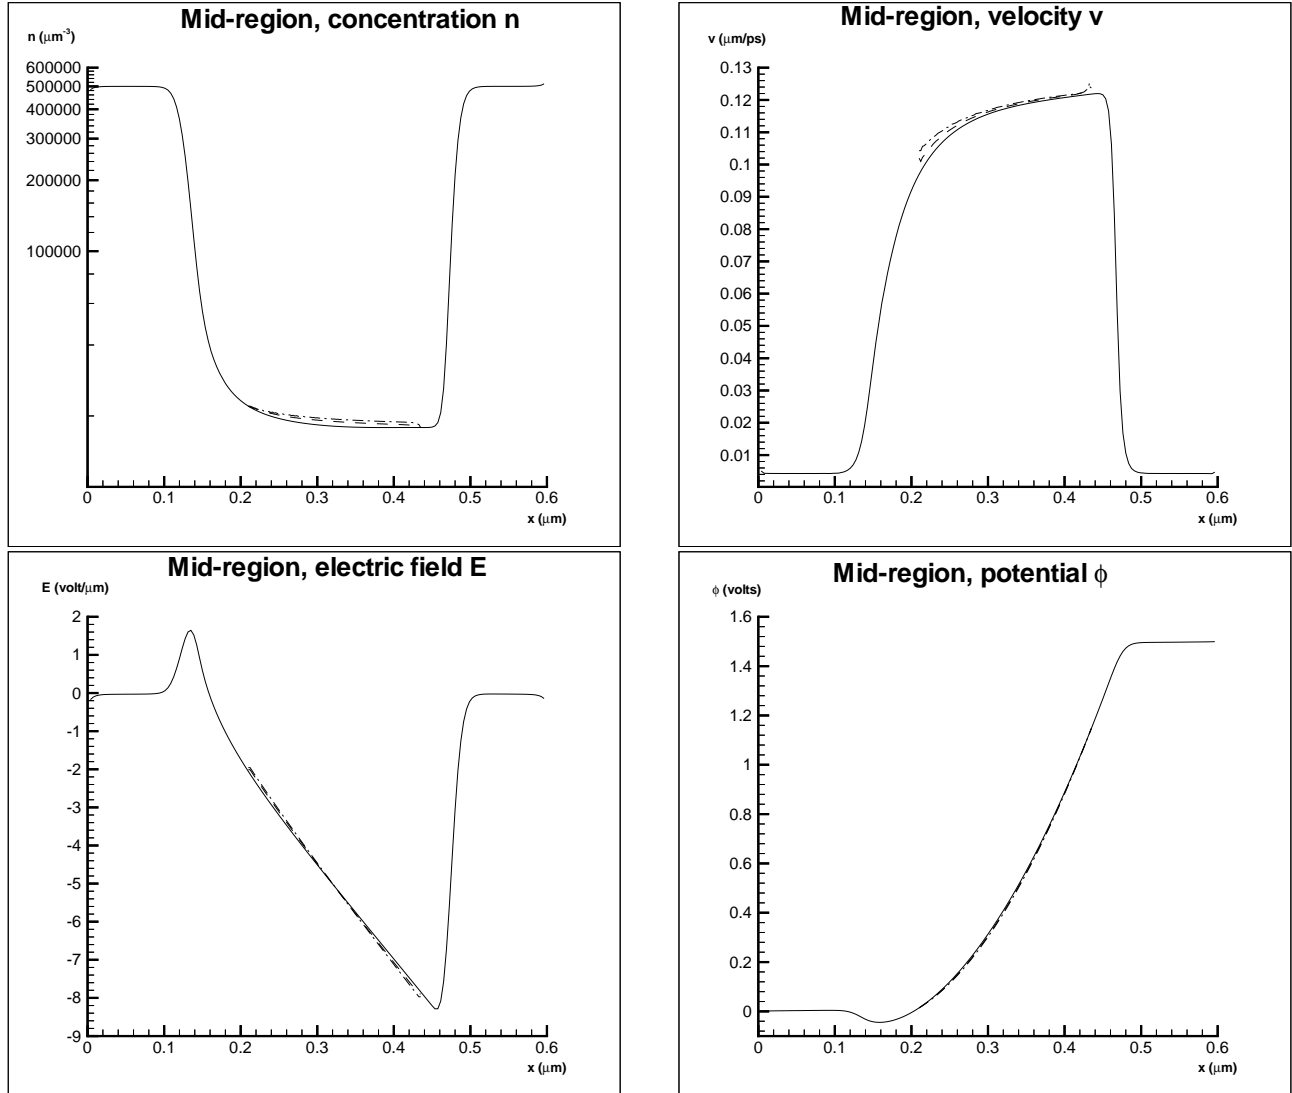 Mid-region, concentration n
n (μm⁻³)
600000
500000
400000
300000
200000
100000
0 0.1 0.2 0.3 0.4 0.5 0.6
x (μm)
Mid-region, velocity v
v (μm/ps)
0.13
0.12
0.11
0.1
0.09
0.08
0.07
0.06
0.05
0.04
0.03
0.02
0.01
0 0.1 0.2 0.3 0.4 0.5 0.6
x (μm)
Mid-region, electric field E
E (volt/μm)
2
1
0
-1
-2
-3
-4
-5
-6
-7
-8
-9
0 0.1 0.2 0.3 0.4 0.5 0.6
x (μm)
Mid-region, potential ϕ
ϕ (volts)
1.6
1.4
1.2
1
0.8
0.6
0.4
0.2
0
0 0.1 0.2 0.3 0.4 0.5 0.6
x (μm)